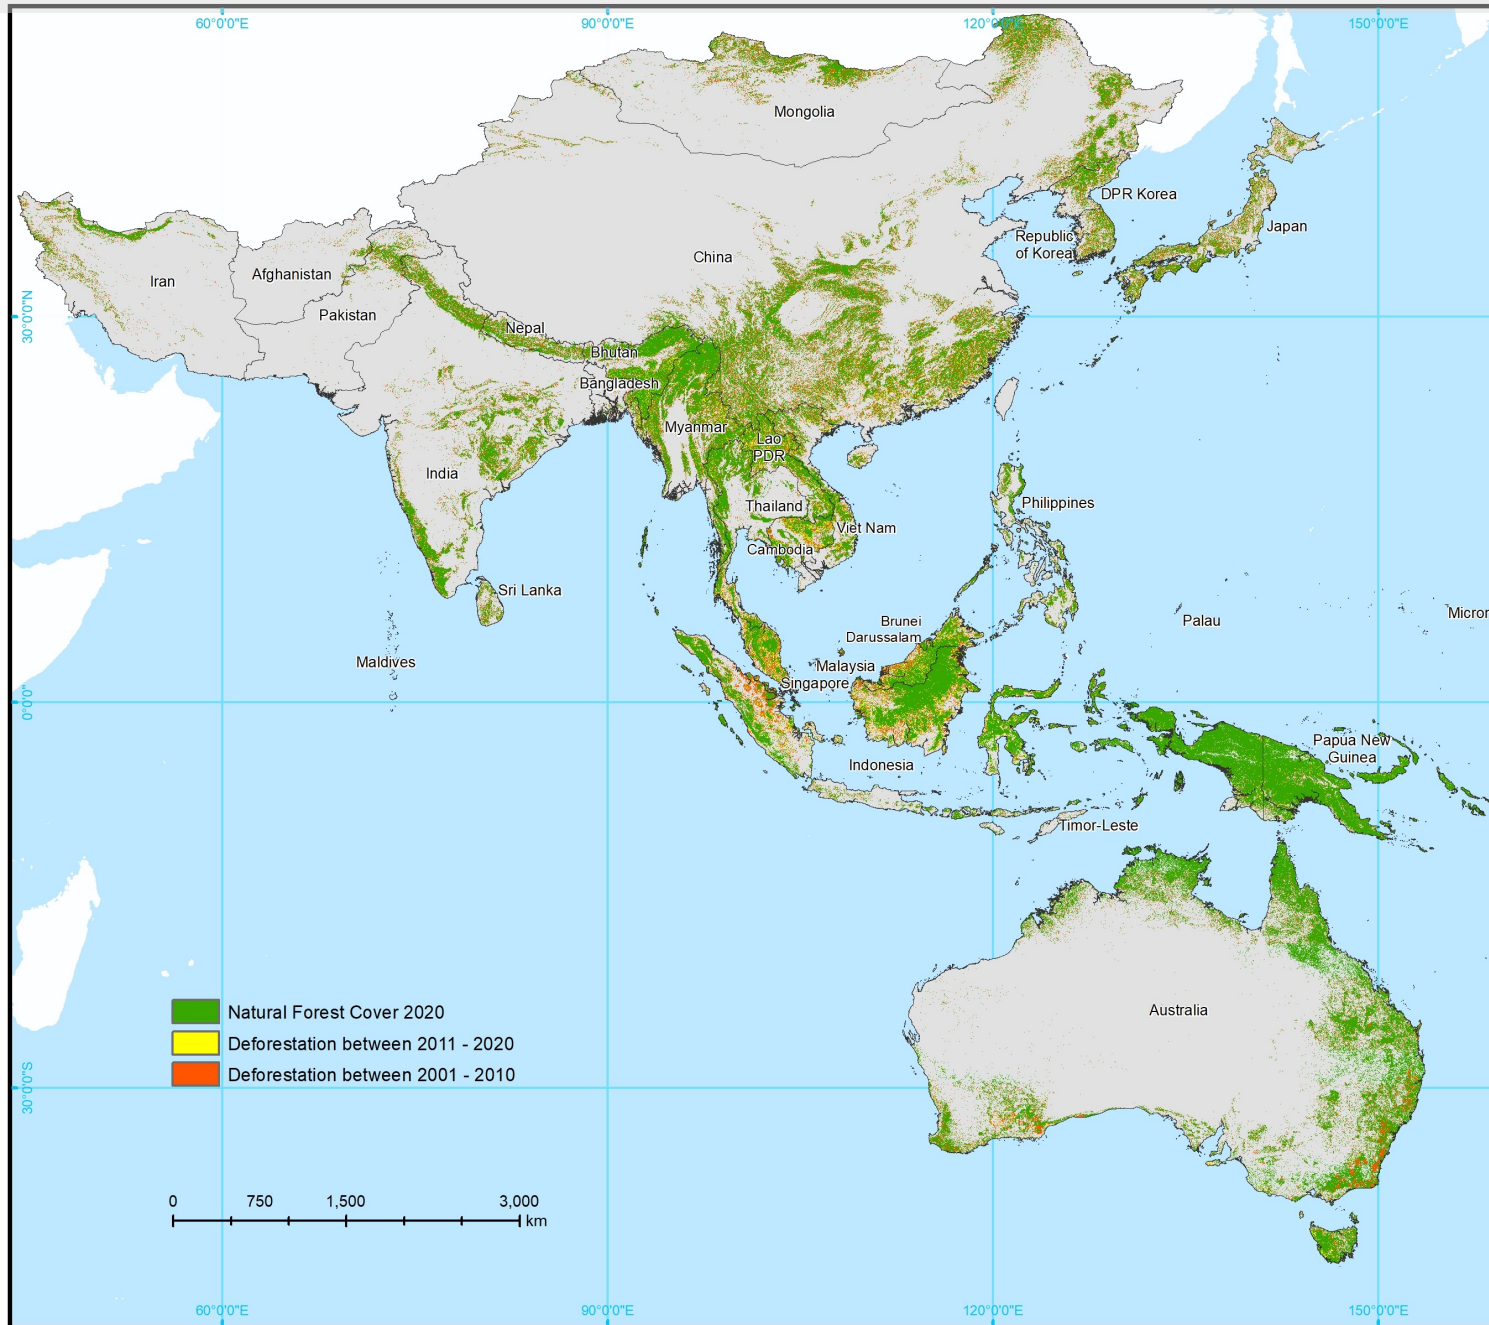 60°0'0"E
90°0'0"E
120°0'0"E
150°0'0"E
Mongolia
DPR Korea
Japan
Republic
of Korea
China
Iran
Afghanistan
30°0'0"N
Pakistan
Nepal
Bhutan
Bangladesh
Myanmar
Lao
PDR
India
Thailand
Philippines
Viet Nam
Cambodia
Sri Lanka
Palau
Micror
Brunei
Darussalam
Maldives
Malaysia
Singapore
0°0'0"
Papua New
Guinea
Indonesia
Timor-Leste
Australia
Natural Forest Cover 2020
Deforestation between 2011 - 2020
Deforestation between 2001 - 2010
30°0'0"S
0
750
1,500
3,000
km
60°0'0"E
90°0'0"E
120°0'0"E
150°0'0"E